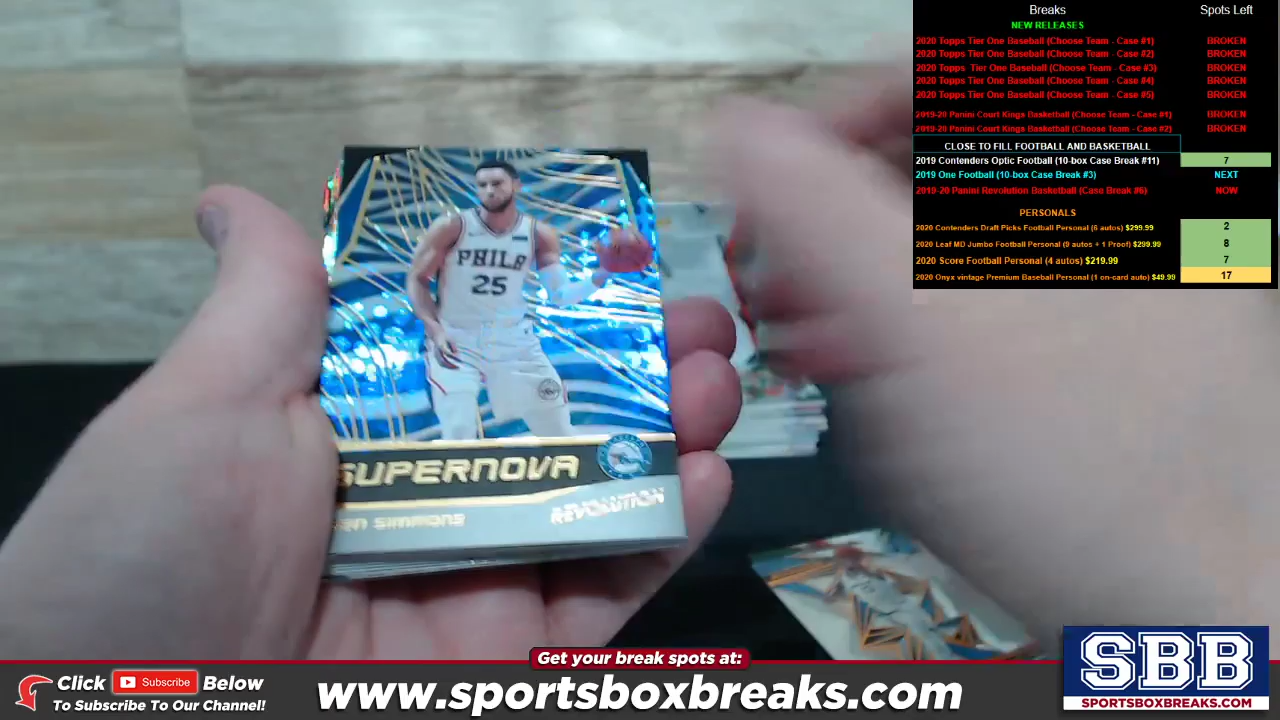 Breaks Spots Left
NEW RELEASES
2020 Topps Tier One Baseball (Choose Team - Case #1) BROKEN
2020 Topps Tier One Baseball (Choose Team - Case #2) BROKEN
2020 Topps Tier One Baseball (Choose Team - Case #3) BROKEN
2020 Topps Tier One Baseball (Choose Team - Case #4) BROKEN
2020 Topps Tier One Baseball (Choose Team - Case #5) BROKEN
2019-20 Panini Court Kings Basketball (Choose Team - Case #1) BROKEN
2019-20 Panini Court Kings Basketball (Choose Team - Case #2) BROKEN
CLOSE TO FILL FOOTBALL AND BASKETBALL
2019 Contenders Optic Football (10-box Case Break #11) 7
2019 One Football (10-box Case Break #3) NEXT
2019-20 Panini Revolution Basketball (Case Break #6) NOW
PERSONALS
2020 Contenders Draft Picks Football Personal (6 autos) $299.99 2
2020 Leaf MD Jumbo Football Personal (9 autos + 1 Proof) $299.99 8
2020 Score Football Personal (4 autos) $219.99 7
2020 Onyx vintage Premium Baseball Personal (1 on-card auto) $49.99 17
PHILA
25
SUPERNOVA
EN SIMMONS
REVOLUTION
Get your break spots at:
Click Subscribe Below
To Subscribe To Our Channel!
www.sportsboxbreaks.com
SBB
SPORTSBOXBREAKS.COM